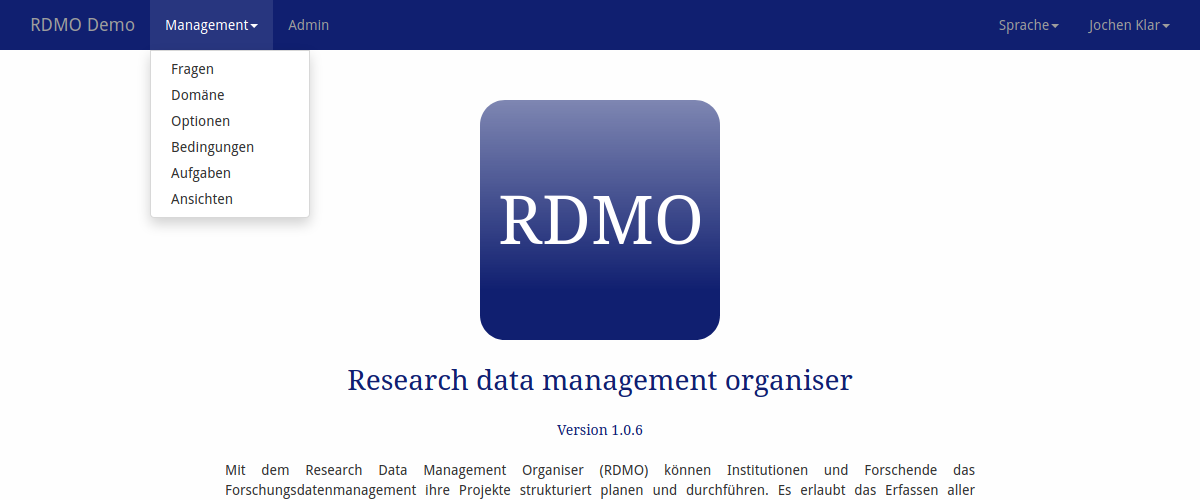 RDMO Demo Management Admin Sprache Jochen Klar
Fragen
Domäne
Optionen
Bedingungen
Aufgaben
Ansichten
RDMO
Research data management organiser
Version 1.0.6
Mit dem Research Data Management Organiser (RDMO) können Institutionen und Forschende das
Forschungsdatenmanagement ihre Projekte strukturiert planen und durchführen. Es erlaubt das Erfassen aller